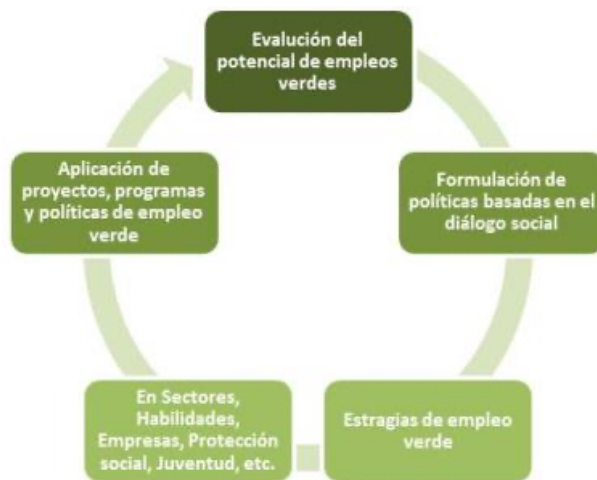 Evalución del
potencial de empleos
verdes
Formulación de
políticas basadas en el
diálogo social
Estragias de empleo
verde
En Sectores,
Habilidades,
Empresas, Protección
social, Juventud, etc.
Aplicación de
proyectos, programas
y políticas de empleo
verde